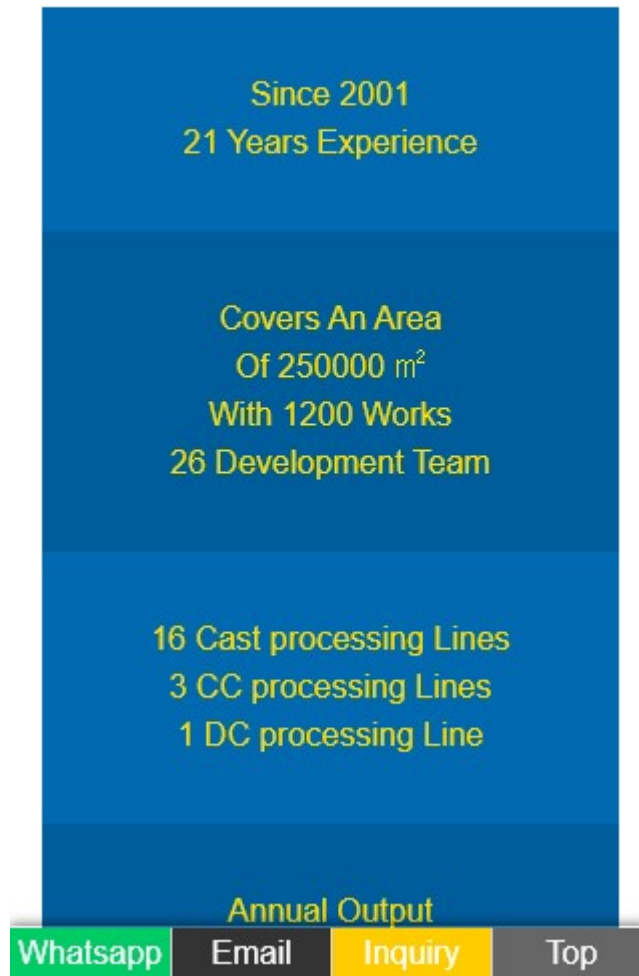 Since 2001
21 Years Experience
Covers An Area
Of 250000 ㎡
With 1200 Works
26 Development Team
16 Cast processing Lines
3 CC processing Lines
1 DC processing Line
Annual Output
Whatsapp Email Inquiry Top